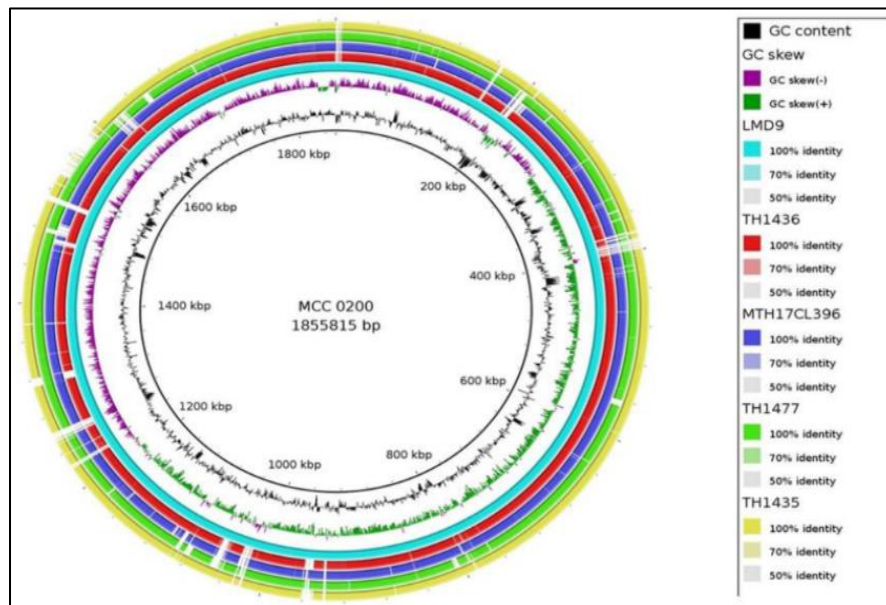 1800 kbp
200 kbp
1600 kbp
400 kbp
1400 kbp
MCC 0200
1855815 bp
600 kbp
1200 kbp
800 kbp
1000 kbp
GC content
GC skew
GC skew(-)
GC skew(+)
LMD9
100% identity
70% identity
50% identity
TH1436
100% identity
70% identity
50% identity
MTH17CL396
100% identity
70% identity
50% identity
TH1477
100% identity
70% identity
50% identity
TH1435
100% identity
70% identity
50% identity